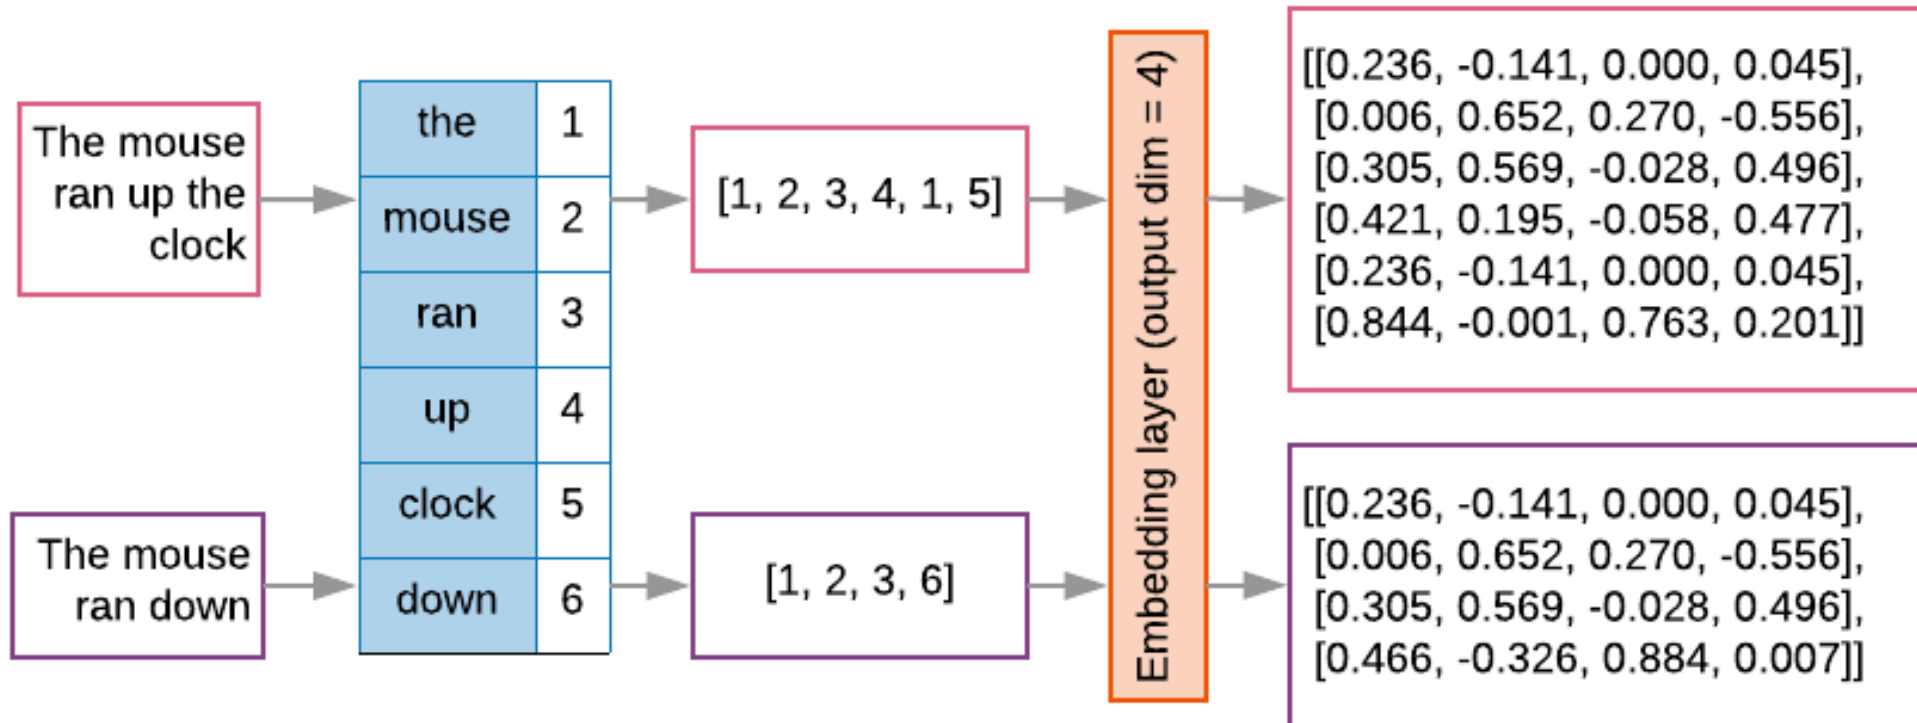 The mouse
ran up the
clock
the 1
mouse 2
ran 3
up 4
clock 5
down 6
[1, 2, 3, 4, 1, 5]
Embedding layer (output dim = 4)
[[0.236, -0.141, 0.000, 0.045],
[0.006, 0.652, 0.270, -0.556],
[0.305, 0.569, -0.028, 0.496],
[0.421, 0.195, -0.058, 0.477],
[0.236, -0.141, 0.000, 0.045],
[0.844, -0.001, 0.763, 0.201]]
The mouse
ran down
[1, 2, 3, 6]
[[0.236, -0.141, 0.000, 0.045],
[0.006, 0.652, 0.270, -0.556],
[0.305, 0.569, -0.028, 0.496],
[0.466, -0.326, 0.884, 0.007]]